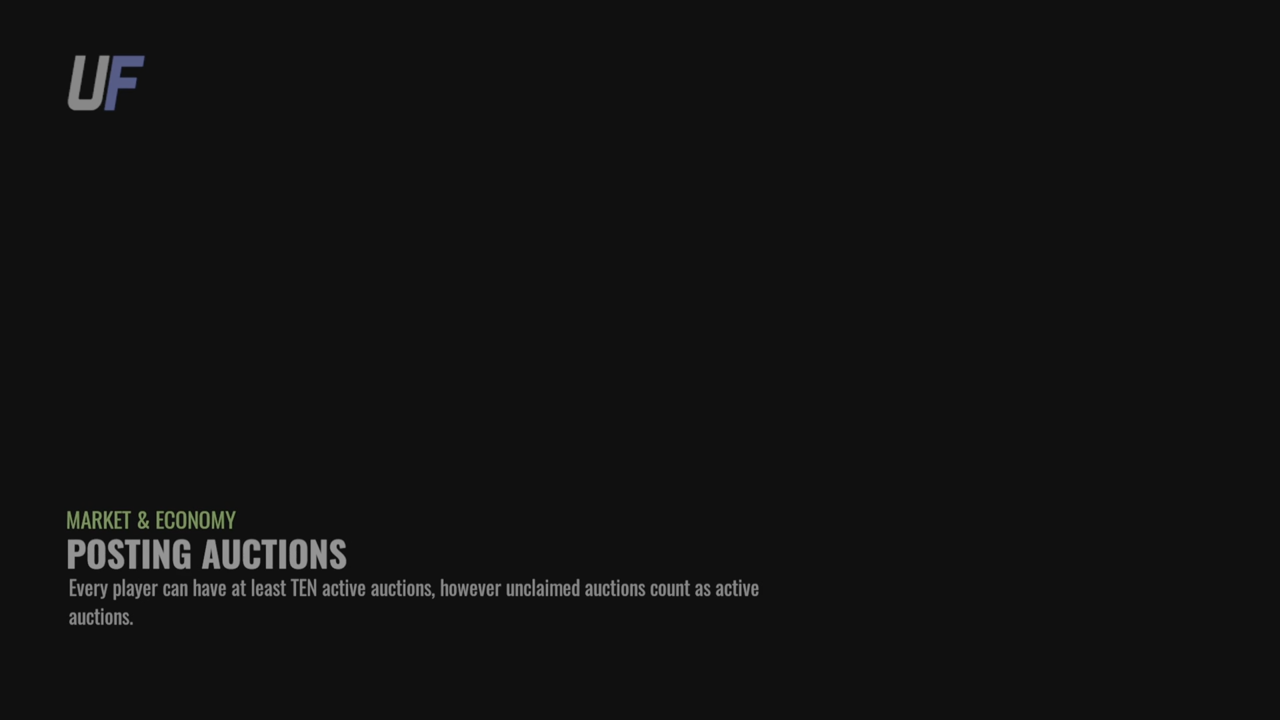 UF
MARKET & ECONOMY
POSTING AUCTIONS
Every player can have at least TEN active auctions, however unclaimed auctions count as active
auctions.